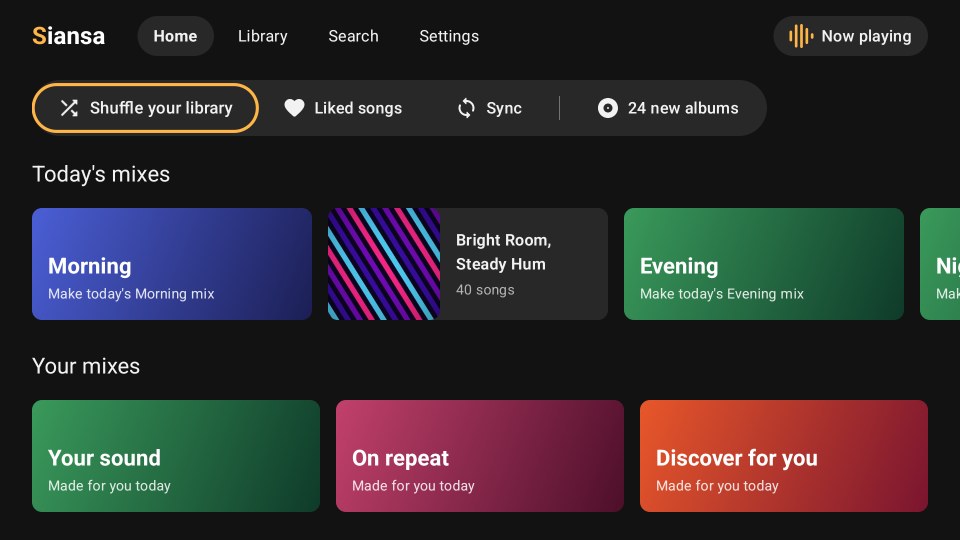 Siansa
Home
Library
Search
Settings
Now playing
Shuffle your library
Liked songs
Sync
24 new albums
Today's mixes
Morning
Make today's Morning mix
Bright Room,
Steady Hum
40 songs
Evening
Make today's Evening mix
Your mixes
Your sound
Made for you today
On repeat
Made for you today
Discover for you
Made for you today